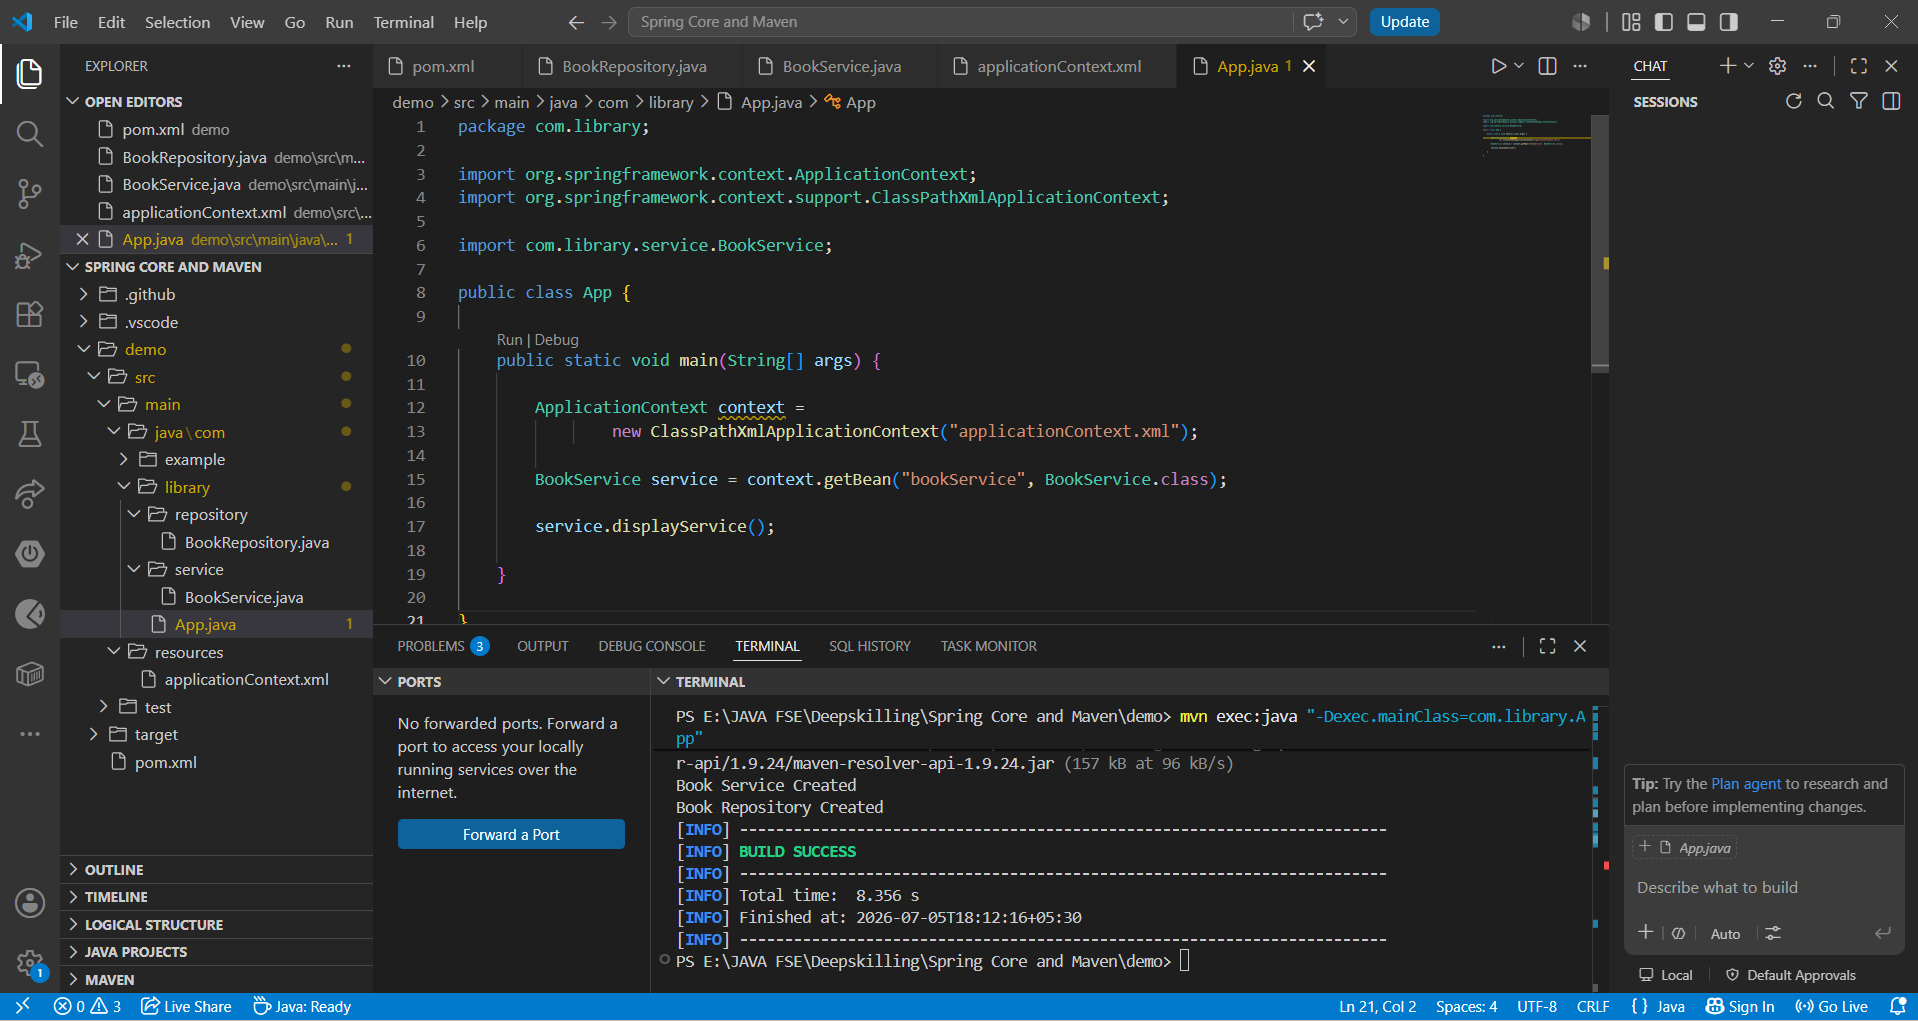 File Edit Selection View Go Run Terminal Help
Spring Core and Maven
Update
EXPLORER
OPEN EDITORS
pom.xml demo
BookRepository.java demo\src\m...
BookService.java demo\src\main\j...
applicationContext.xml demo\src\...
App.java demo\src\main\java\... 1
SPRING CORE AND MAVEN
.github
.vscode
demo
src
main
java\com
example
library
repository
BookRepository.java
service
BookService.java
App.java 1
resources
applicationContext.xml
test
target
pom.xml
OUTLINE
TIMELINE
LOGICAL STRUCTURE
JAVA PROJECTS
MAVEN
1
pom.xml BookRepository.java BookService.java applicationContext.xml App.java 1
demo > src > main > java > com > library > App.java > App
1 package com.library;
2
3 import org.springframework.context.ApplicationContext;
4 import org.springframework.context.support.ClassPathXmlApplicationContext;
5
6 import com.library.service.BookService;
7
8 public class App {
9
Run | Debug
10 public static void main(String[] args) {
11
12 ApplicationContext context =
13 new ClassPathXmlApplicationContext("applicationContext.xml");
14
15 BookService service = context.getBean("bookService", BookService.class);
16
17 service.displayService();
18
19 }
20
21 }
PROBLEMS 3 OUTPUT DEBUG CONSOLE TERMINAL SQL HISTORY TASK MONITOR
PORTS
No forwarded ports. Forward a
port to access your locally
running services over the
internet.
Forward a Port
TERMINAL
PS E:\JAVA FSE\Deepskilling\Spring Core and Maven\demo> mvn exec:java "-Dexec.mainClass=com.library.A
pp"
r-api/1.9.24/maven-resolver-api-1.9.24.jar (157 kB at 96 kB/s)
Book Service Created
Book Repository Created
[INFO] ------------------------------------------------------------------------
[INFO] BUILD SUCCESS
[INFO] ------------------------------------------------------------------------
[INFO] Total time:  8.356 s
[INFO] Finished at: 2026-07-05T18:12:16+05:30
[INFO] ------------------------------------------------------------------------
PS E:\JAVA FSE\Deepskilling\Spring Core and Maven\demo>
CHAT
SESSIONS
Tip: Try the Plan agent to research and
plan before implementing changes.
App.java
Describe what to build
Auto
Local Default Approvals
0 3 Live Share Java: Ready
Ln 21, Col 2 Spaces: 4 UTF-8 CRLF { } Java Sign In Go Live